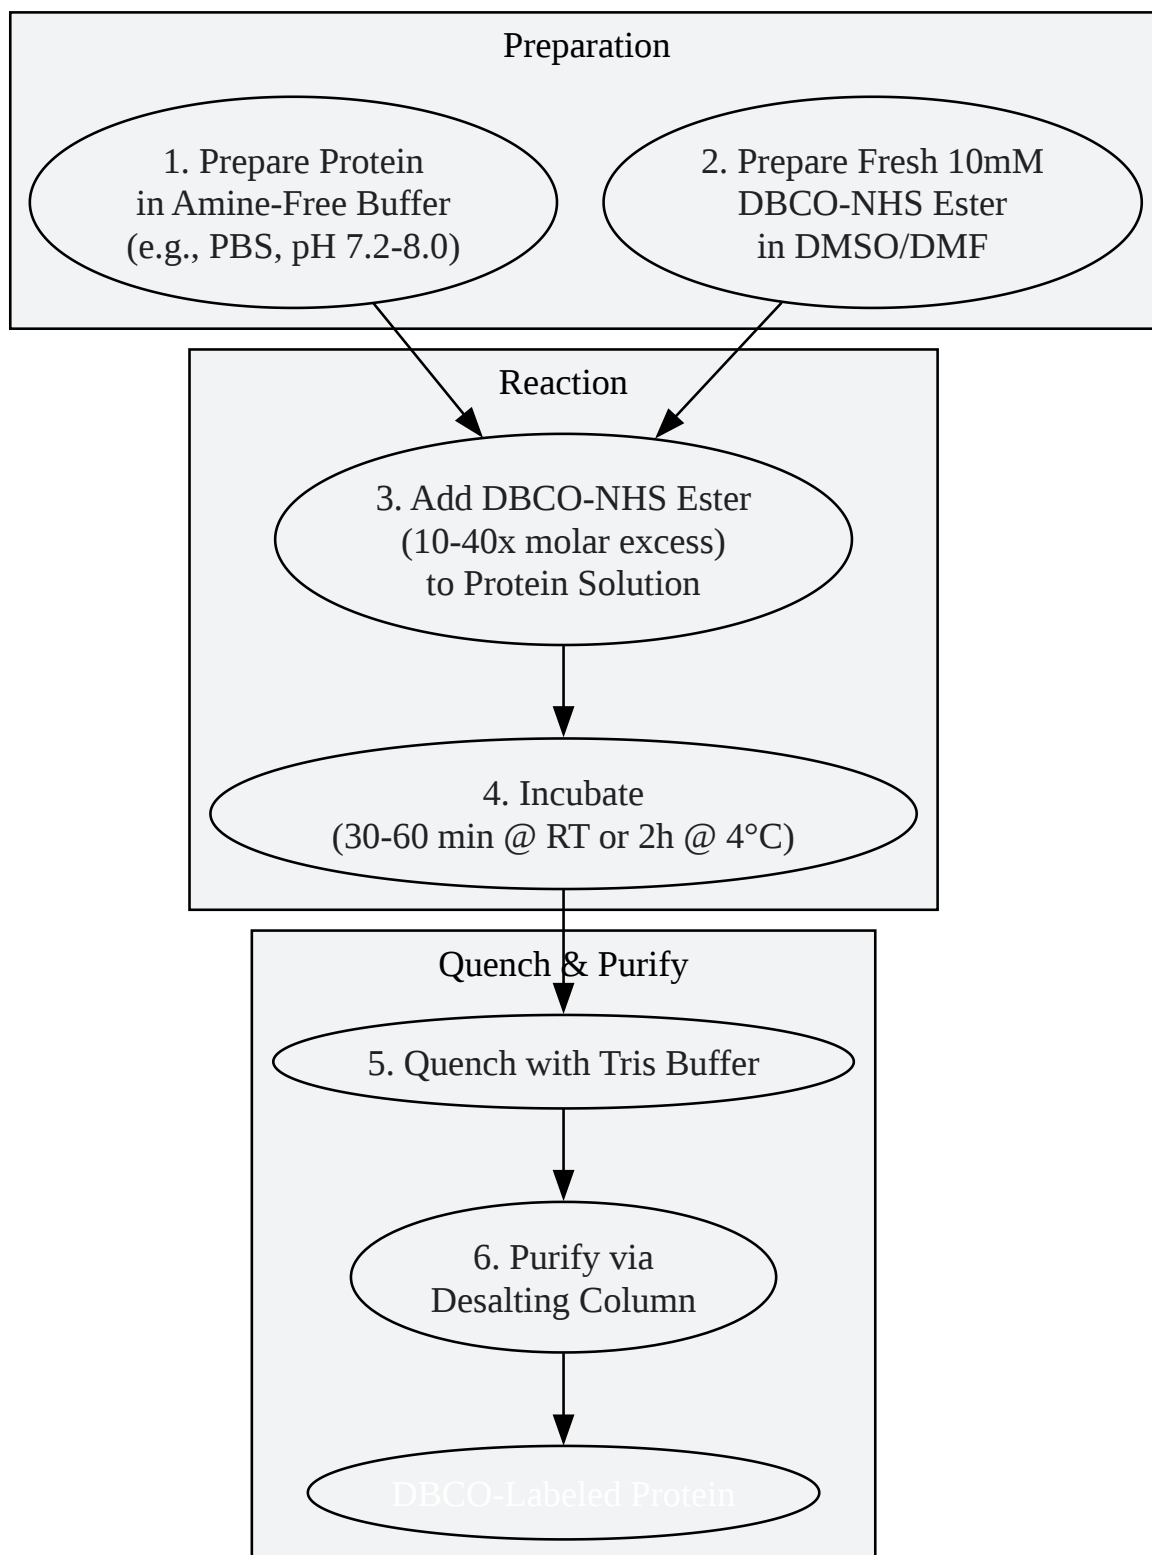 Preparation
1. Prepare Protein
in Amine-Free Buffer
(e.g., PBS, pH 7.2-8.0)
2. Prepare Fresh 10mM
DBCO-NHS Ester
in DMSO/DMF
Reaction
3. Add DBCO-NHS Ester
(10-40x molar excess)
to Protein Solution
4. Incubate
(30-60 min @ RT or 2h @ 4°C)
Quench & Purify
5. Quench with Tris Buffer
6. Purify via
Desalting Column
DBCO-Labeled Protein